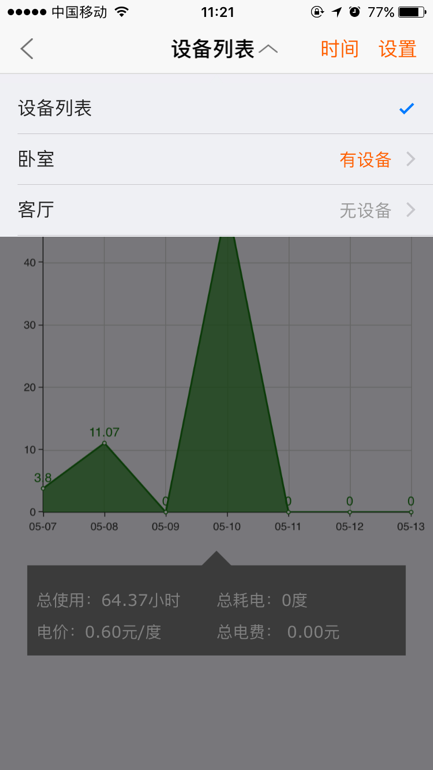 中国移动 11:21 77%
设备列表 时间 设置
设备列表
卧室 有设备
客厅 无设备
40
30
20
11.07
10
3.8 0 0 0 0
0
05-07 05-08 05-09 05-10 05-11 05-12 05-13
总使用：64.37小时 总耗电：0度
电价：0.60元/度 总电费： 0.00元